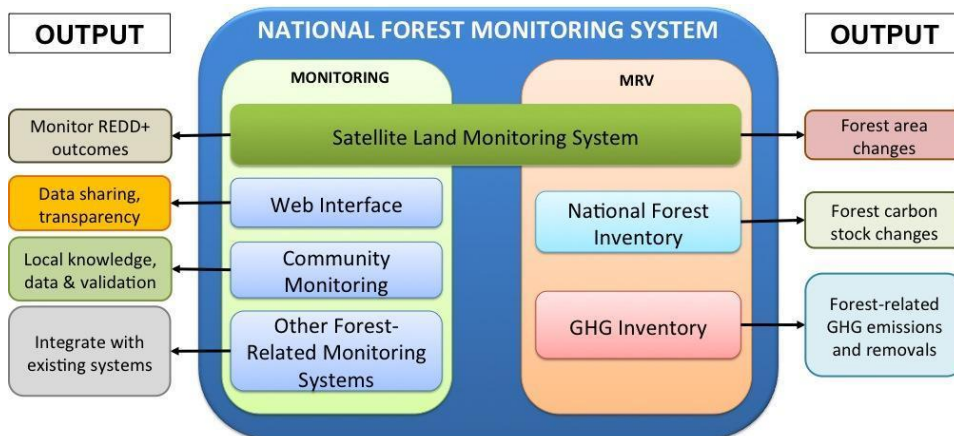 OUTPUT
NATIONAL FOREST MONITORING SYSTEM
OUTPUT
MONITORING
MRV
Monitor REDD+
outcomes
Satellite Land Monitoring System
Forest area
changes
Data sharing,
transparency
Web Interface
National Forest
Inventory
Forest carbon
stock changes
Local knowledge,
data & validation
Community
Monitoring
Integrate with
existing systems
Other Forest-
Related Monitoring
Systems
GHG Inventory
Forest-related
GHG emissions
and removals